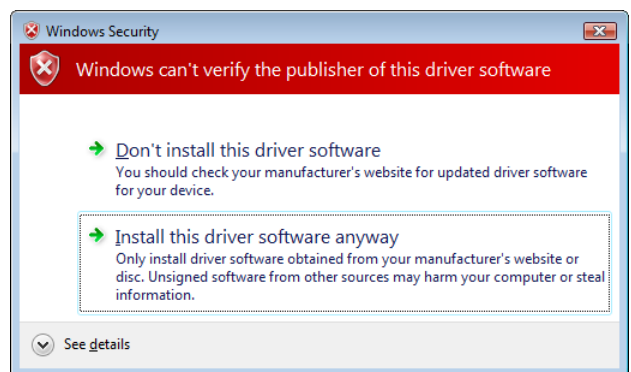 Windows Security
Windows can't verify the publisher of this driver software
Don't install this driver software
You should check your manufacturer's website for updated driver software
for your device.
Install this driver software anyway
Only install driver software obtained from your manufacturer's website or
disc. Unsigned software from other sources may harm your computer or steal
information.
See details